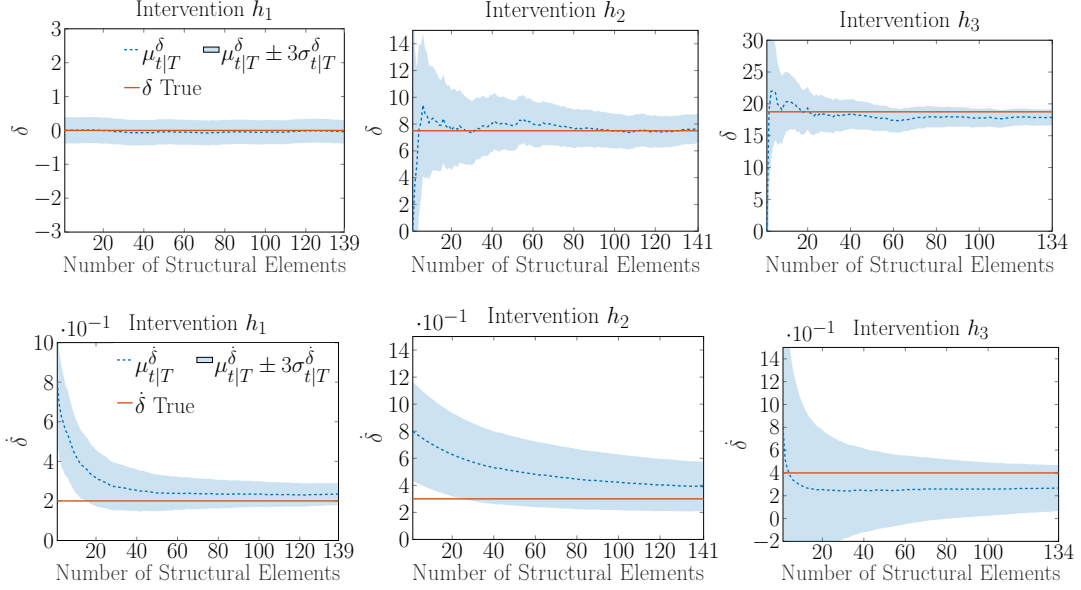 Intervention h₁
3
2
1
0
−1
−2
−3
δ
μ^δ_{t|T}
μ^δ_{t|T} ± 3σ^δ_{t|T}
δ True
20 40 60 80 100 120 139
Number of Structural Elements
Intervention h₂
14
12
10
8
6
4
2
0
δ
20 40 60 80 100 120 141
Number of Structural Elements
Intervention h₃
30
25
20
15
10
5
0
δ
20 40 60 80 100 134
Number of Structural Elements
·10⁻¹
Intervention h₁
10
8
6
4
2
0
δ̇
μ^δ̇_{t|T}
μ^δ̇_{t|T} ± 3σ^δ̇_{t|T}
δ̇ True
20 40 60 80 100 120 139
Number of Structural Elements
·10⁻¹
Intervention h₂
14
12
10
8
6
4
2
0
δ̇
20 40 60 80 100 120 141
Number of Structural Elements
·10⁻¹
Intervention h₃
14
12
10
8
6
4
2
0
−2
δ̇
20 40 60 80 100 134
Number of Structural Elements